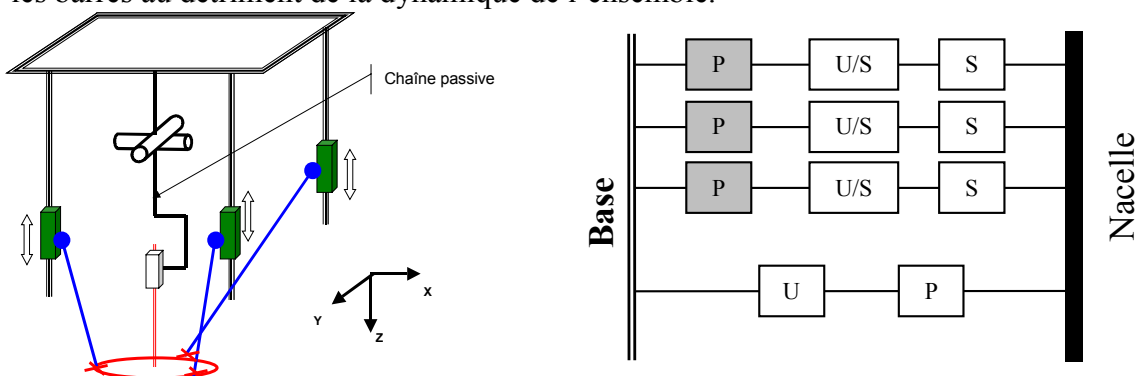 les barres au détriment de la dynamique de l'ensemble.
Chaîne passive
X
Y
Z
Base
P U/S S
P U/S S
P U/S S
U P
Nacelle